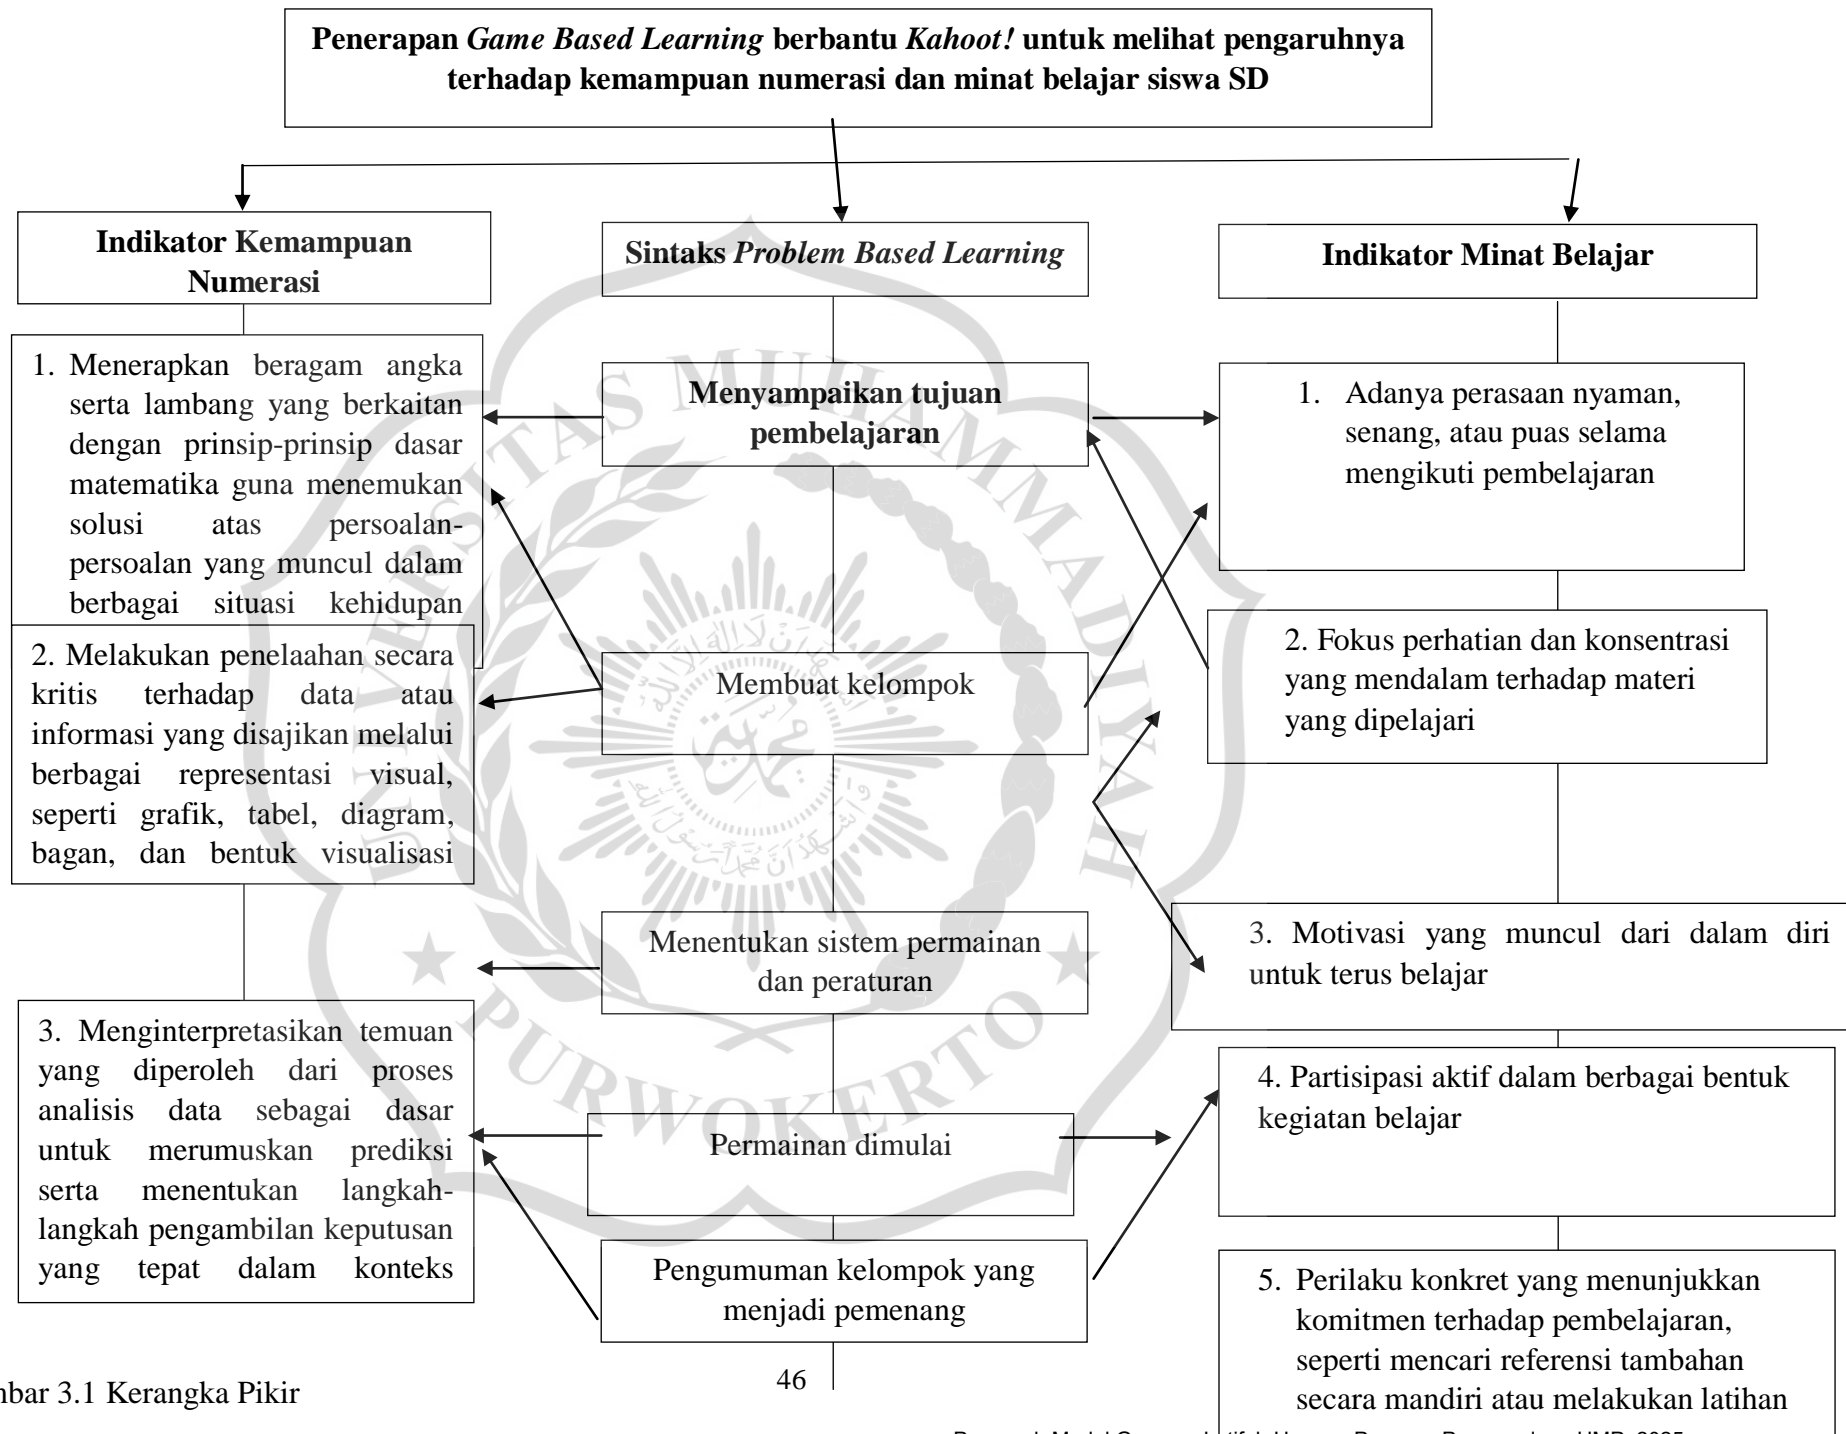 Penerapan Game Based Learning berbantu Kahoot! untuk melihat pengaruhnya
terhadap kemampuan numerasi dan minat belajar siswa SD
Indikator Kemampuan
Numerasi
Sintaks Problem Based Learning
Indikator Minat Belajar
1. Menerapkan beragam angka
serta lambang yang berkaitan
dengan prinsip-prinsip dasar
matematika guna menemukan
solusi atas persoalan-
persoalan yang muncul dalam
berbagai situasi kehidupan
2. Melakukan penelaahan secara
kritis terhadap data atau
informasi yang disajikan melalui
berbagai representasi visual,
seperti grafik, tabel, diagram,
bagan, dan bentuk visualisasi
3. Menginterpretasikan temuan
yang diperoleh dari proses
analisis data sebagai dasar
untuk merumuskan prediksi
serta menentukan langkah-
langkah pengambilan keputusan
yang tepat dalam konteks
Menyampaikan tujuan
pembelajaran
Membuat kelompok
Menentukan sistem permainan
dan peraturan
Permainan dimulai
Pengumuman kelompok yang
menjadi pemenang
1. Adanya perasaan nyaman,
senang, atau puas selama
mengikuti pembelajaran
2. Fokus perhatian dan konsentrasi
yang mendalam terhadap materi
yang dipelajari
3. Motivasi yang muncul dari dalam diri
untuk terus belajar
4. Partisipasi aktif dalam berbagai bentuk
kegiatan belajar
5. Perilaku konkret yang menunjukkan
komitmen terhadap pembelajaran,
seperti mencari referensi tambahan
secara mandiri atau melakukan latihan
UNIVERSITAS MUHAMMADIYAH
PURWOKERTO
46
3.1 Kerangka Pikir